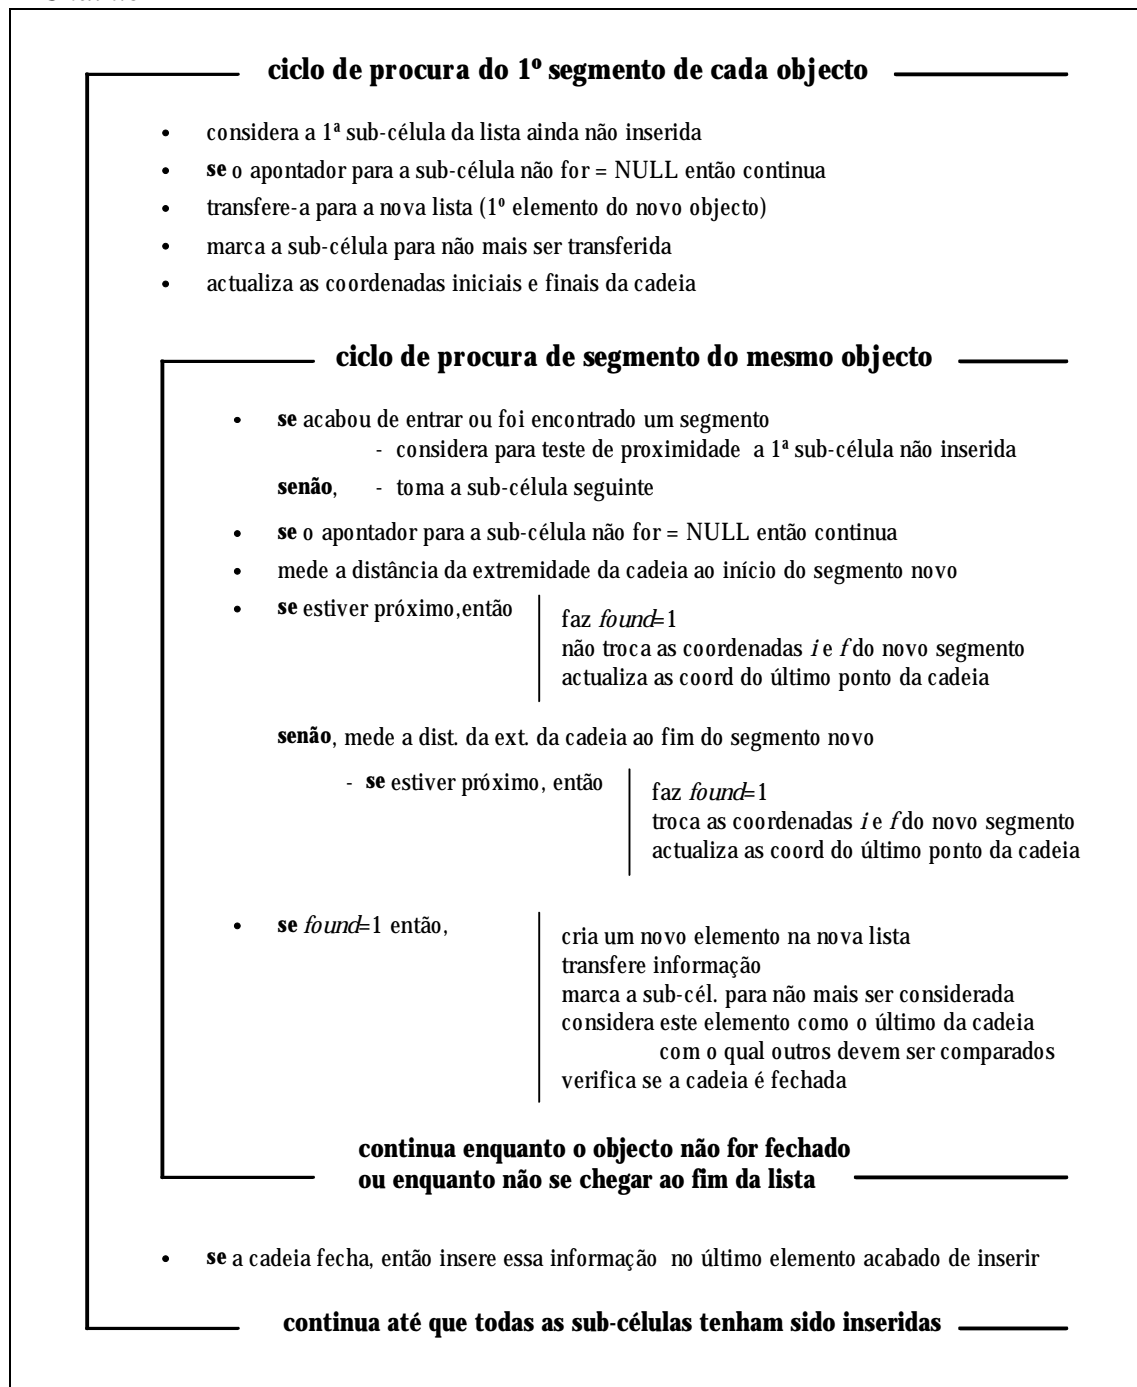 ciclo de procura do 1º segmento de cada objecto
• considera a 1ª sub-célula da lista ainda não inserida
• se o apontador para a sub-célula não for = NULL então continua
• transfere-a para a nova lista (1º elemento do novo objecto)
• marca a sub-célula para não mais ser transferida
• actualiza as coordenadas iniciais e finais da cadeia
ciclo de procura de segmento do mesmo objecto
• se acabou de entrar ou foi encontrado um segmento
- considera para teste de proximidade a 1ª sub-célula não inserida
senão, - toma a sub-célula seguinte
• se o apontador para a sub-célula não for = NULL então continua
• mede a distância da extremidade da cadeia ao início do segmento novo
• se estiver próximo,então
faz found=1
não troca as coordenadas i e f do novo segmento
actualiza as coord do último ponto da cadeia
senão, mede a dist. da ext. da cadeia ao fim do segmento novo
- se estiver próximo, então
faz found=1
troca as coordenadas i e f do novo segmento
actualiza as coord do último ponto da cadeia
• se found=1 então,
cria um novo elemento na nova lista
transfere informação
marca a sub-cél. para não mais ser considerada
considera este elemento como o último da cadeia
com o qual outros devem ser comparados
verifica se a cadeia é fechada
continua enquanto o objecto não for fechado
ou enquanto não se chegar ao fim da lista
• se a cadeia fecha, então insere essa informação no último elemento acabado de inserir
continua até que todas as sub-células tenham sido inseridas